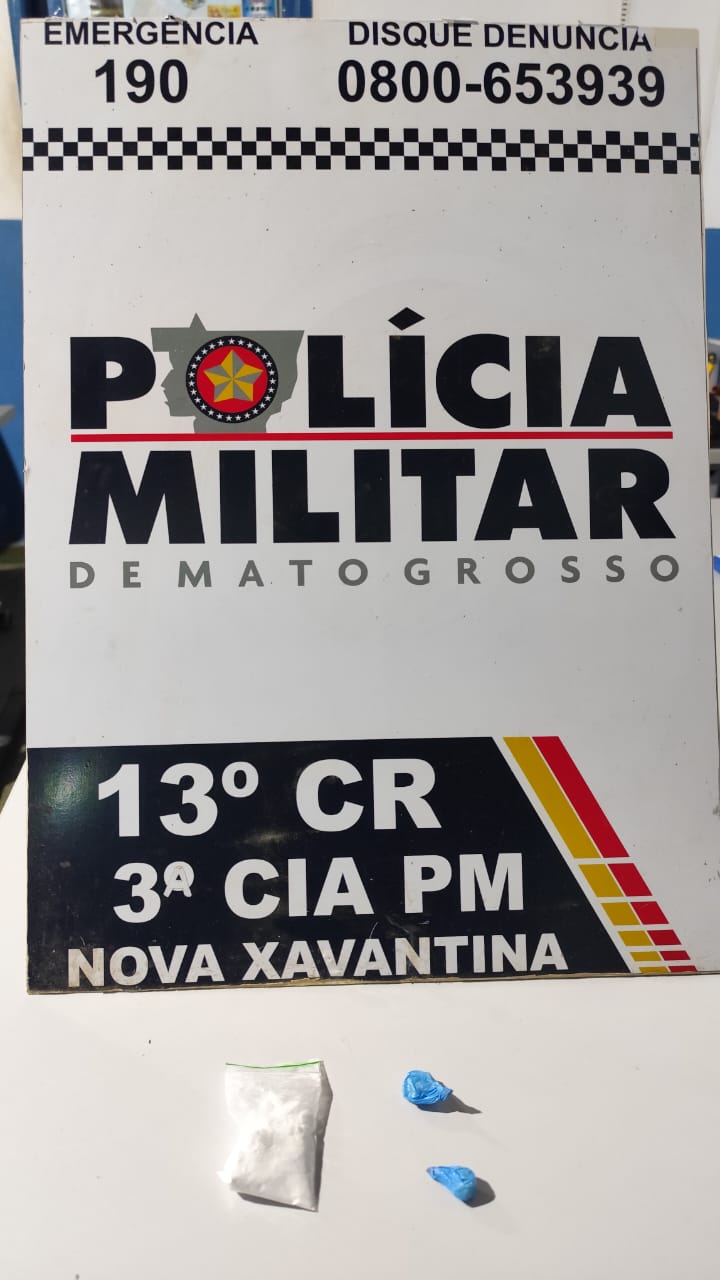 EMERGÊNCIA DISQUE DENUNCIA
190 0800-653939
POLÍCIA
MILITAR
DE MATO GROSSO
13º CR
3ª CIA PM
NOVA XAVANTINA